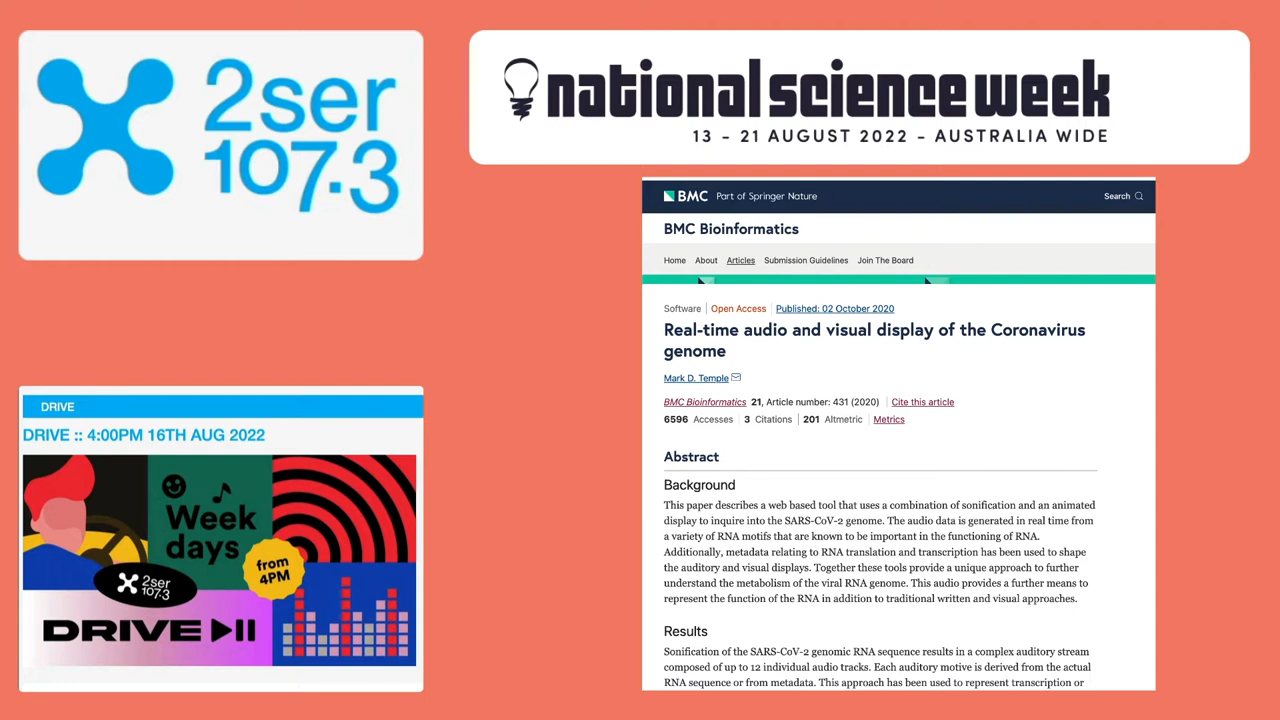 2ser
107.3
national science week
13 - 21 AUGUST 2022 - AUSTRALIA WIDE
BMC Part of Springer Nature
Search
BMC Bioinformatics
Home About Articles Submission Guidelines Join The Board
Software Open Access Published: 02 October 2020
Real-time audio and visual display of the Coronavirus
genome
Mark D. Temple
BMC Bioinformatics 21, Article number: 431 (2020) Cite this article
6596 Accesses 3 Citations 201 Altmetric Metrics
Abstract
Background
This paper describes a web based tool that uses a combination of sonification and an animated
display to inquire into the SARS-CoV-2 genome. The audio data is generated in real time from
a variety of RNA motifs that are known to be important in the functioning of RNA.
Additionally, metadata relating to RNA translation and transcription has been used to shape
the auditory and visual displays. Together these tools provide a unique approach to further
understand the metabolism of the viral RNA genome. This audio provides a further means to
represent the function of the RNA in addition to traditional written and visual approaches.
Results
Sonification of the SARS-CoV-2 genomic RNA sequence results in a complex auditory stream
composed of up to 12 individual audio tracks. Each auditory motive is derived from the actual
RNA sequence or from metadata. This approach has been used to represent transcription or
DRIVE
DRIVE :: 4:00PM 16TH AUG 2022
Week
days
from
4PM
2ser
107.3
DRIVE